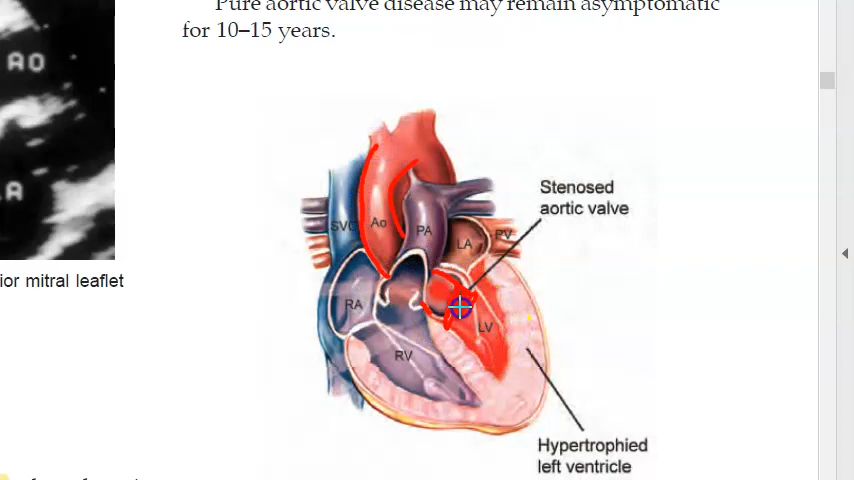 Pure aortic valve disease may remain asymptomatic
for 10–15 years.
AO
A
ior mitral leaflet
Stenosed
aortic valve
SVC
Ao
PA
LA
PV
RA
LV
RV
Hypertrophied
left ventricle